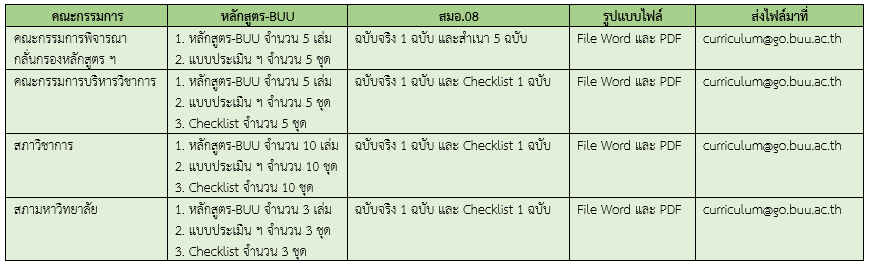 คณะกรรมการ หลักสูตร-BUU สมอ.08 รูปแบบไฟล์ ส่งไฟล์มาที่
คณะกรรมการพิจารณา 1. หลักสูตร-BUU จำนวน 5 เล่ม ฉบับจริง 1 ฉบับ และสำเนา 5 ฉบับ File Word และ PDF curriculum@go.buu.ac.th
กลั่นกรองหลักสูตร ฯ 2. แบบประเมิน ฯ จำนวน 5 ชุด
คณะกรรมการบริหารวิชาการ 1. หลักสูตร-BUU จำนวน 5 เล่ม ฉบับจริง 1 ฉบับ และ Checklist 1 ฉบับ File Word และ PDF curriculum@go.buu.ac.th
2. แบบประเมิน ฯ จำนวน 5 ชุด
3. Checklist จำนวน 5 ชุด
สภาวิชาการ 1. หลักสูตร-BUU จำนวน 10 เล่ม ฉบับจริง 1 ฉบับ และ Checklist 1 ฉบับ File Word และ PDF curriculum@go.buu.ac.th
2. แบบประเมิน ฯ จำนวน 10 ชุด
3. Checklist จำนวน 10 ชุด
สภามหาวิทยาลัย 1. หลักสูตร-BUU จำนวน 3 เล่ม ฉบับจริง 1 ฉบับ และ Checklist 1 ฉบับ File Word และ PDF curriculum@go.buu.ac.th
2. แบบประเมิน ฯ จำนวน 3 ชุด
3. Checklist จำนวน 3 ชุด